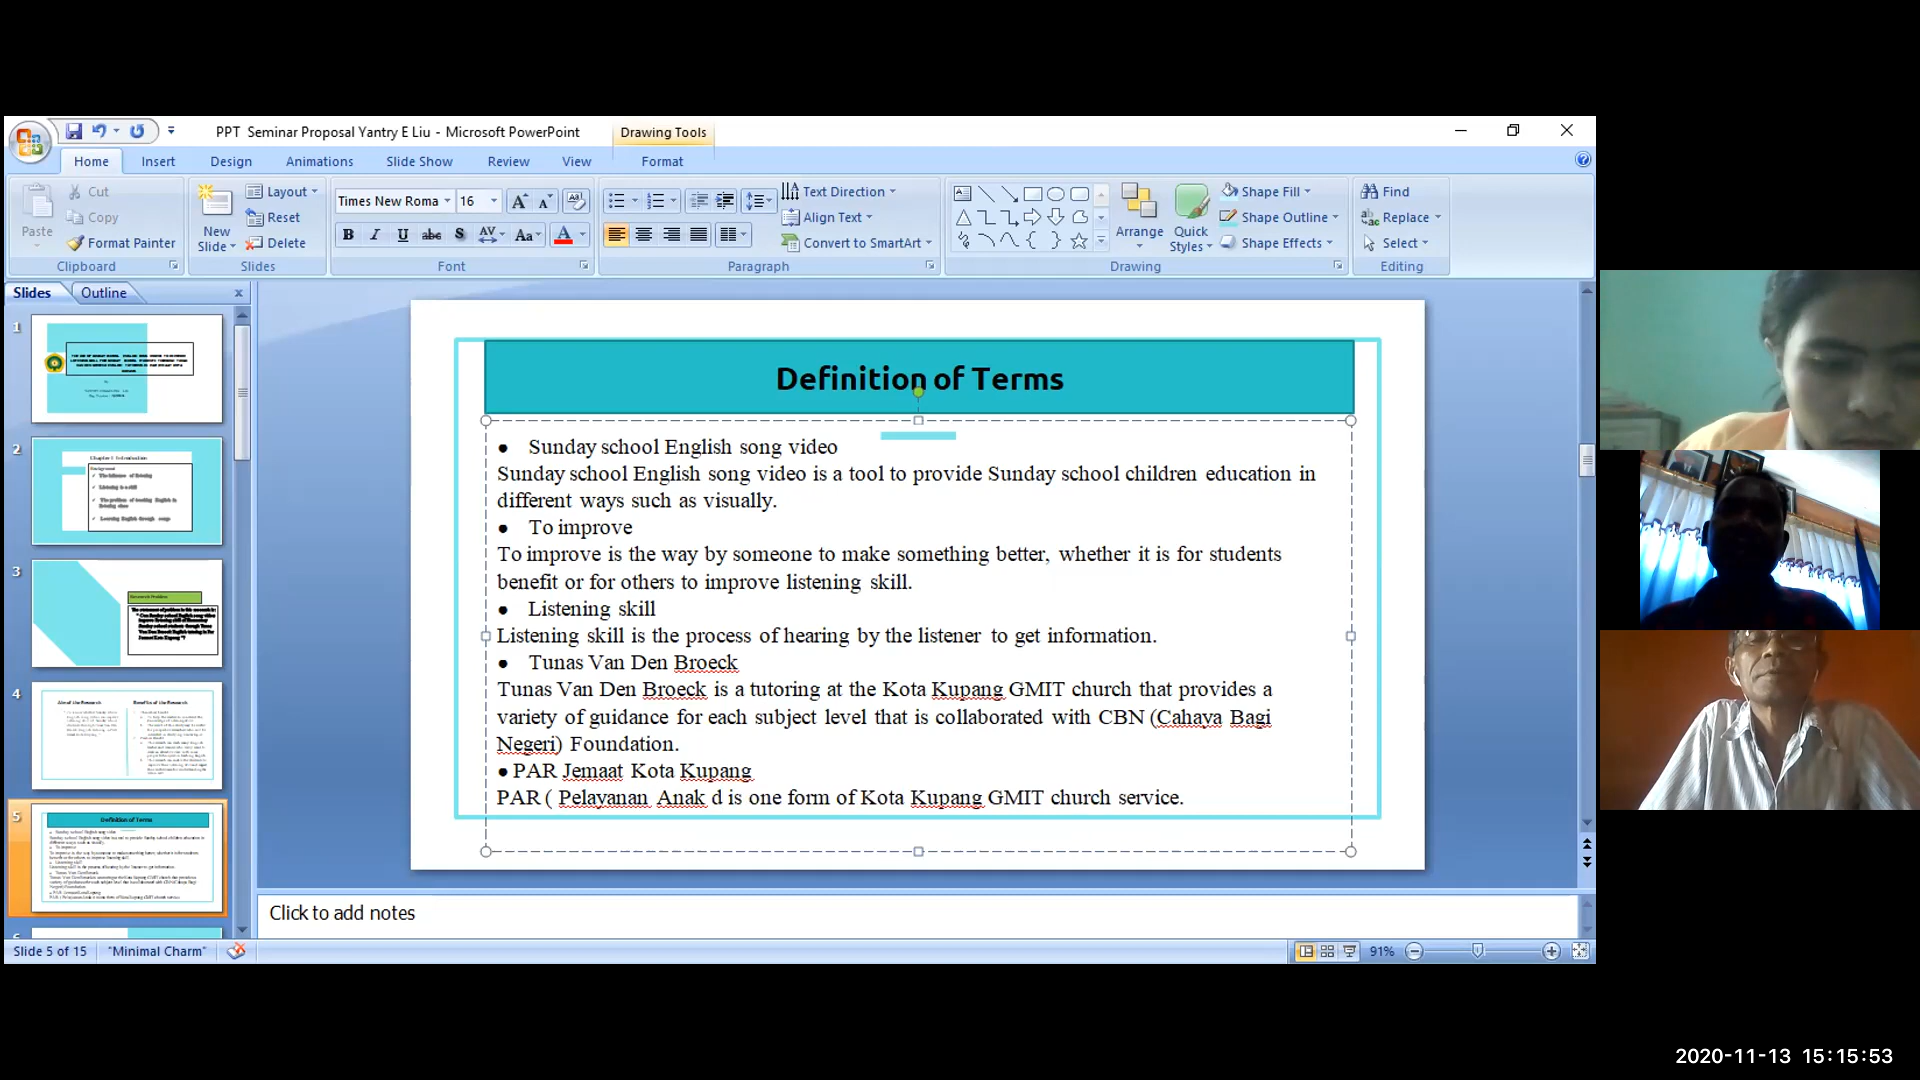 PPT Seminar Proposal Yantry E Liu - Microsoft PowerPoint
Drawing Tools
Home Insert Design Animations Slide Show Review View Format
Paste
Cut
Copy
Format Painter
Clipboard
New Slide
Layout
Reset
Delete
Slides
Times New Roma 16
Font
Text Direction
Align Text
Convert to SmartArt
Paragraph
Arrange
Quick Styles
Shape Fill
Shape Outline
Shape Effects
Drawing
Find
Replace
Select
Editing
Slides Outline
1
2
Chapter I Introduction
3
4
5
Definition of Terms
● Sunday school English song video
Sunday school English song video is a tool to provide Sunday school children education in
different ways such as visually.
● To improve
To improve is the way by someone to make something better, whether it is for students
benefit or for others to improve listening skill.
● Listening skill
Listening skill is the process of hearing by the listener to get information.
● Tunas Van Den Broeck
Tunas Van Den Broeck is a tutoring at the Kota Kupang GMIT church that provides a
variety of guidance for each subject level that is collaborated with CBN (Cahaya Bagi
Negeri) Foundation.
● PAR Jemaat Kota Kupang
PAR ( Pelayanan Anak d is one form of Kota Kupang GMIT church service.
Click to add notes
Slide 5 of 15 "Minimal Charm" 91%
2020-11-13 15:15:53